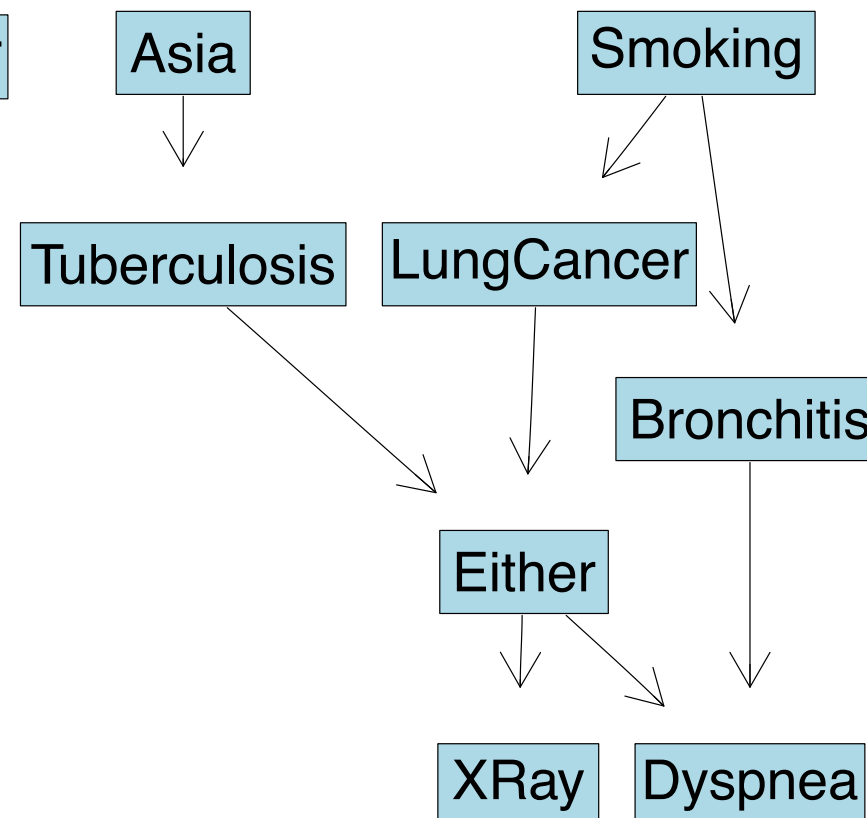 Asia
Smoking
Tuberculosis
LungCancer
Bronchitis
Either
XRay
Dyspnea